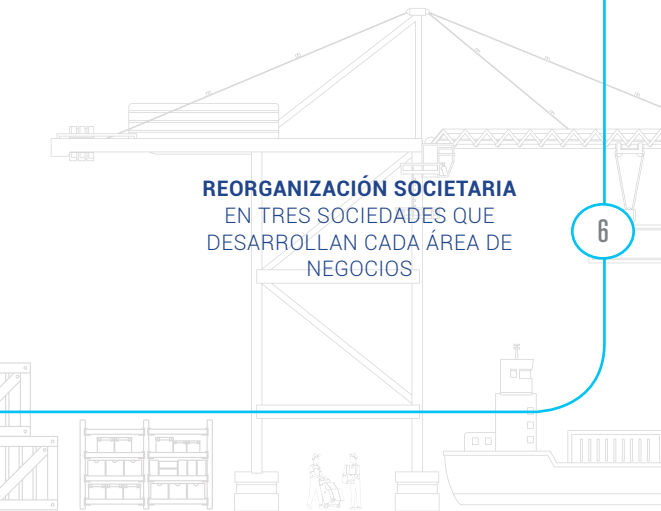 REORGANIZACIÓN SOCIETARIA
EN TRES SOCIEDADES QUE
DESARROLLAN CADA ÁREA DE
NEGOCIOS
6